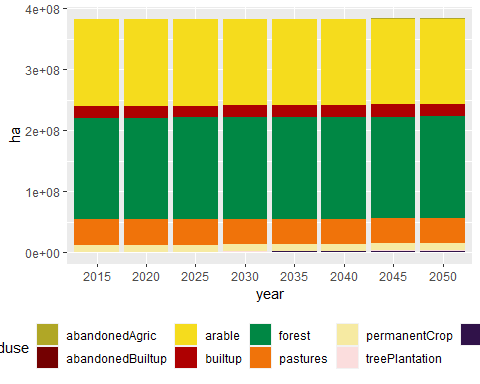 4e+08
3e+08
2e+08
1e+08
0e+00
ha
2015 2020 2025 2030 2035 2040 2045 2050
year
duse
abandonedAgric arable forest permanentCrop
abandonedBuiltup builtup pastures treePlantation